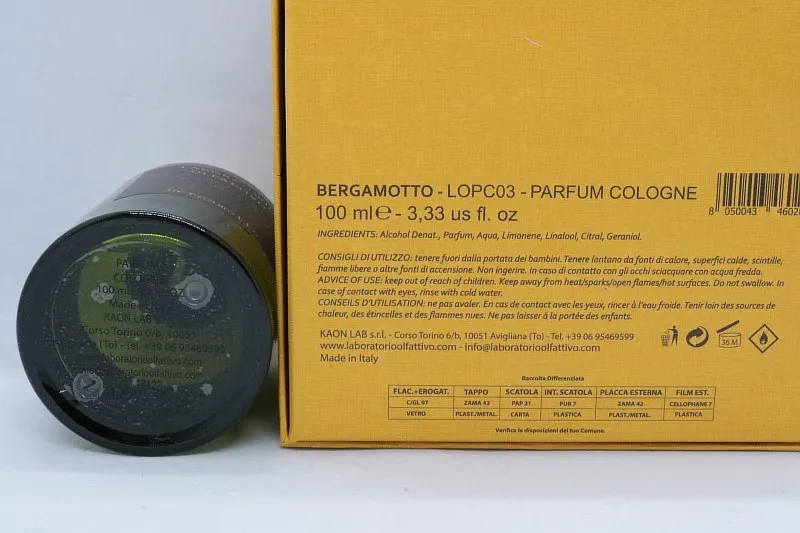 BERGAMOTTO - LOPC03 - PARFUM COLOGNE
100 ml ℮ - 3,33 us fl. oz
8 050043 46028
INGREDIENTS: Alcohol Denat., Parfum, Aqua, Limonene, Linalool, Citral, Geraniol.
CONSIGLI DI UTILIZZO: tenere fuori dalla portata dei bambini. Tenere lontano da fonti di calore, superfici calde, scintille,
fiamme libere o altre fonti di accensione. Non ingerire. In caso di contatto con gli occhi sciacquare con acqua fredda.
ADVICE OF USE: keep out of reach of children. Keep away from heat/sparks/open flames/hot surfaces. Do not swallow. In
case of contact with eyes, rinse with cold water.
CONSEILS D'UTILISATION: ne pas avaler. En cas de contact avec les yeux, rincer à l'eau froide. Tenir loin des sources de
chaleur, des étincelles et des flammes nues. Ne pas laisser à la portée des enfants.
KAON LAB s.r.l. - Corso Torino 6/b, 10051 Avigliana (To) - Tel. +39 06 95469599
www.laboratorioolfattivo.com - info@laboratorioolfattivo.com
Made in Italy
36 M
Raccolta Differenziata
FLAC.+EROGAT. TAPPO SCATOLA INT. SCATOLA PLACCA ESTERNA FILM EST.
C/GL 97 ZAMA 42 PAP 21 PUR 7 ZAMA 42 CELLOPHANE 7
VETRO PLAST./METAL. CARTA PLASTICA PLAST./METAL. PLASTICA
Verifica le disposizioni del tuo Comune.
100 ml
Made
KAON LAB
Corso Torino 6/b, 10051
(To) - Tel. +39 06 95469599
laboratorioolfattivo.com